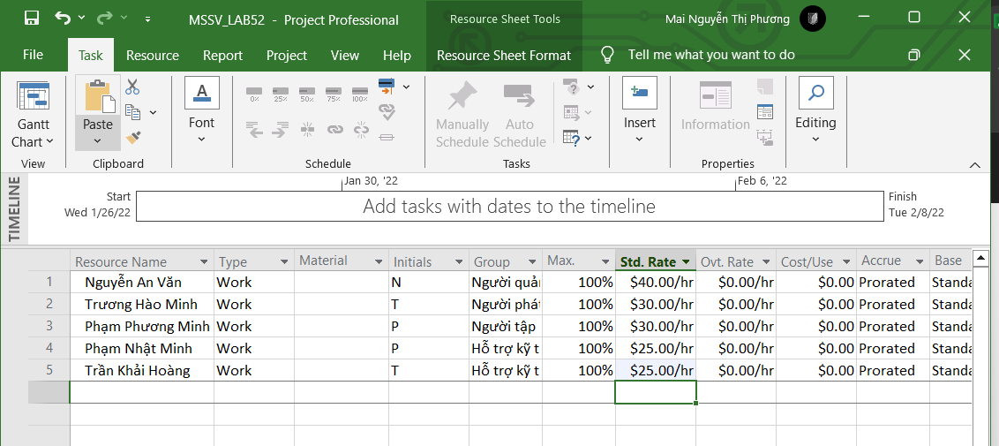 MSSV_LAB52 - Project Professional
Resource Sheet Tools
Mai Nguyễn Thị Phương
File Task Resource Report Project View Help Resource Sheet Format Tell me what you want to do
Gantt Chart
View
Paste
Clipboard
Font
0% 25% 50% 75% 100%
Schedule
Manually Schedule
Auto Schedule
Tasks
Insert
Information
Properties
Editing
TIMELINE
Jan 30, '22 Feb 6, '22
Start
Wed 1/26/22
Add tasks with dates to the timeline
Finish
Tue 2/8/22
Resource Name Type Material Initials Group Max. Std. Rate Ovt. Rate Cost/Use Accrue Base
1 Nguyễn An Văn Work N Người quản 100% $40.00/hr $0.00/hr $0.00 Prorated Standa
2 Trương Hào Minh Work T Người phát 100% $30.00/hr $0.00/hr $0.00 Prorated Standa
3 Phạm Phương Minh Work P Người tập 100% $30.00/hr $0.00/hr $0.00 Prorated Standa
4 Phạm Nhật Minh Work P Hỗ trợ kỹ t 100% $25.00/hr $0.00/hr $0.00 Prorated Standa
5 Trần Khải Hoàng Work T Hỗ trợ kỹ t 100% $25.00/hr $0.00/hr $0.00 Prorated Standa